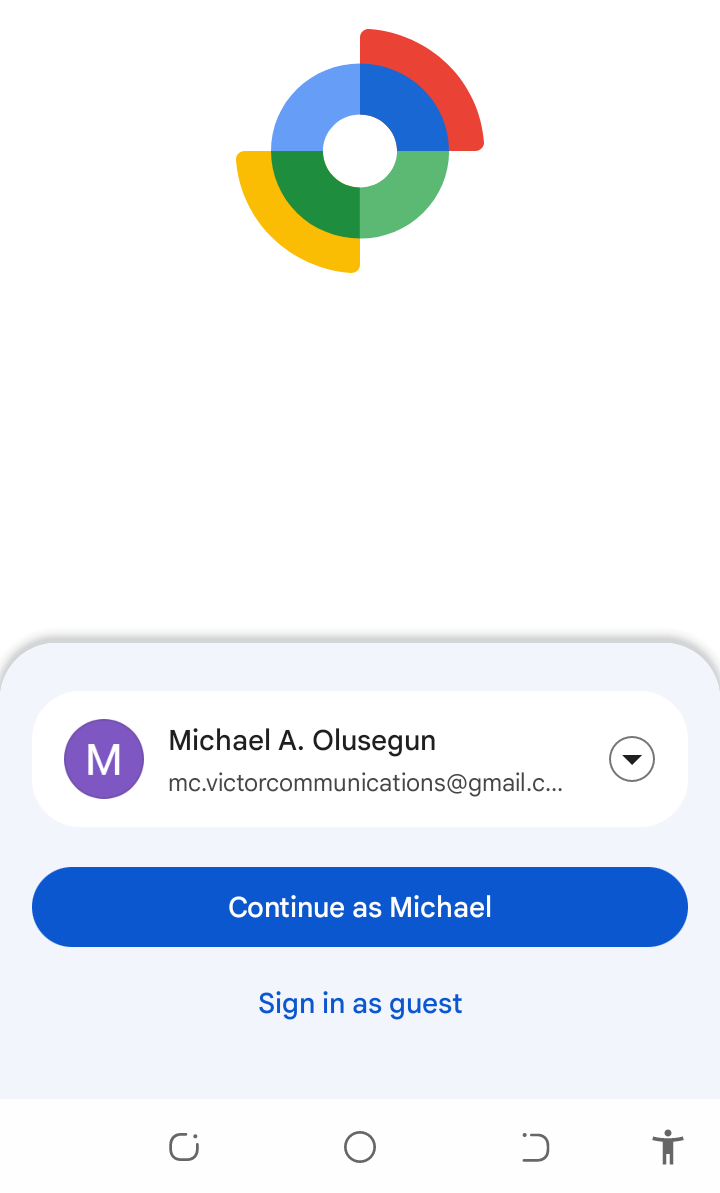 M
Michael A. Olusegun
mc.victorcommunications@gmail.c...
Continue as Michael
Sign in as guest